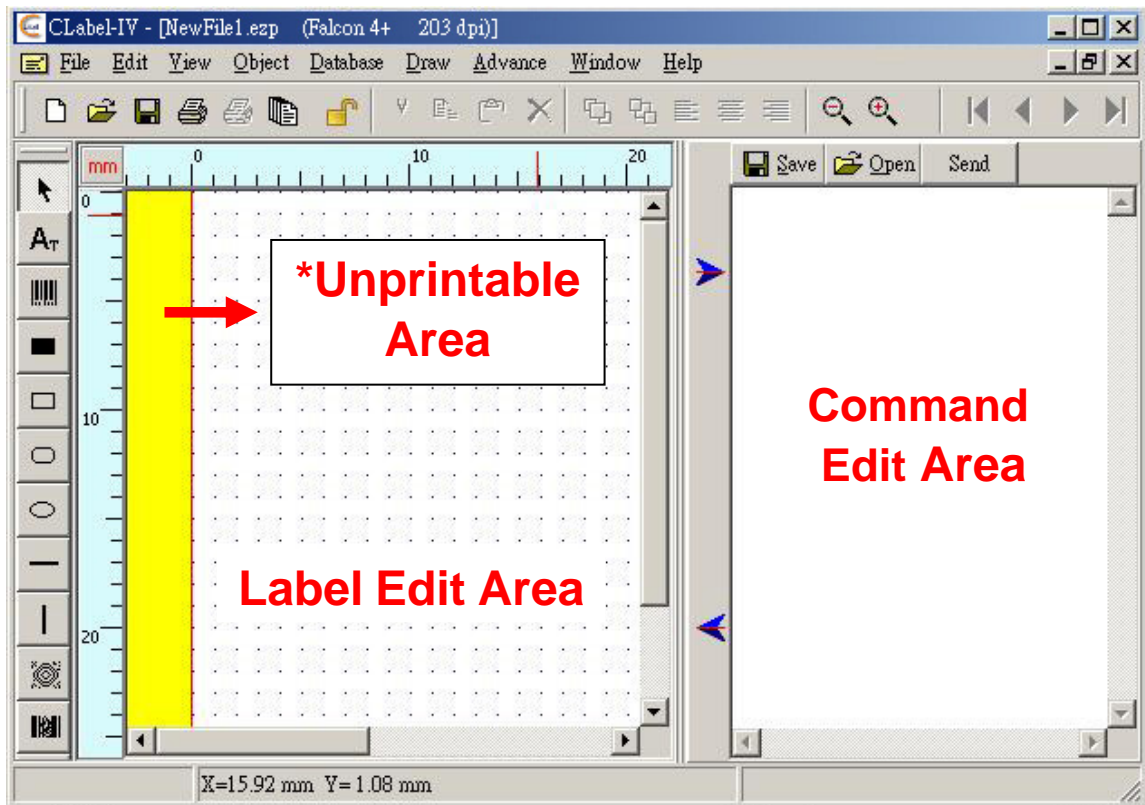 CLabel-IV - [NewFile1.ezp (Falcon 4+ 203 dpi)]
File Edit View Object Database Draw Advance Window Help
mm 0 10 20
Save Open Send
0
AT
*Unprintable
Area
10
Command
Edit Area
Label Edit Area
20
X=15.92 mm Y= 1.08 mm